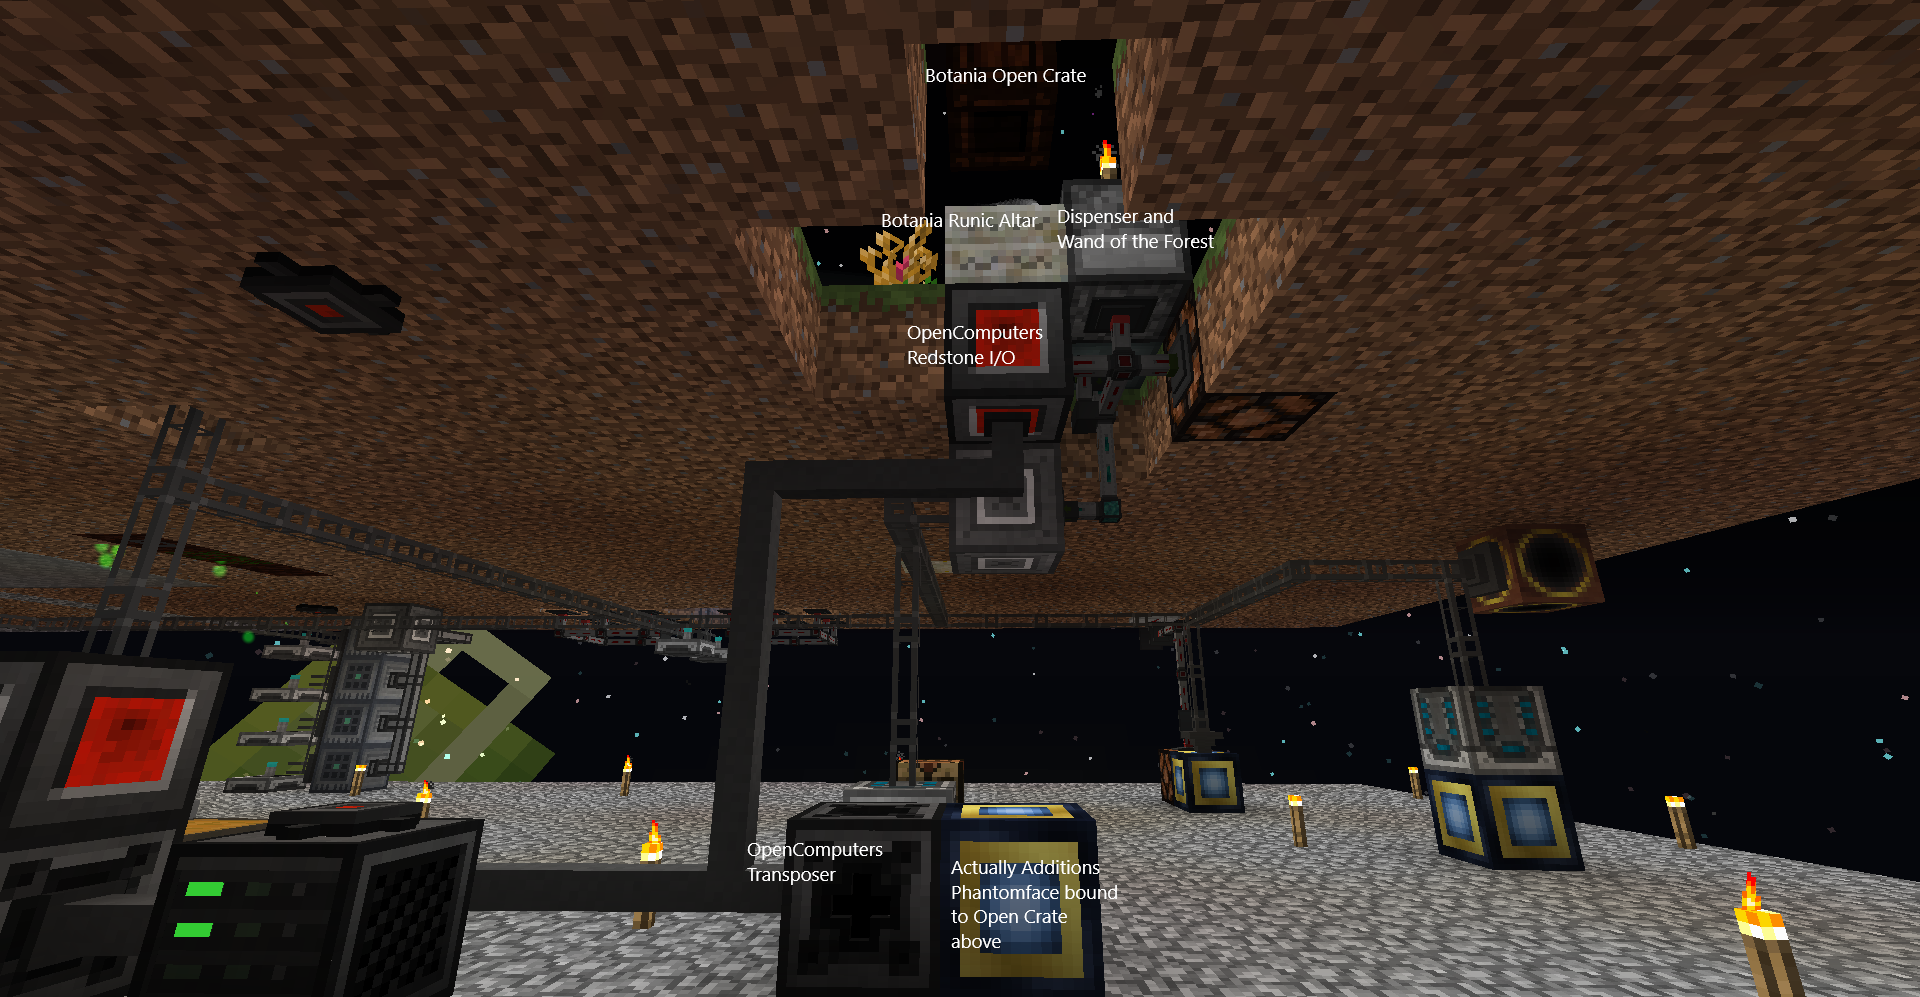 Botania Open Crate
Botania Runic Altar
Dispenser and
Wand of the Forest
OpenComputers
Redstone I/O
OpenComputers
Transposer
Actually Additions
Phantomface bound
to Open Crate
above